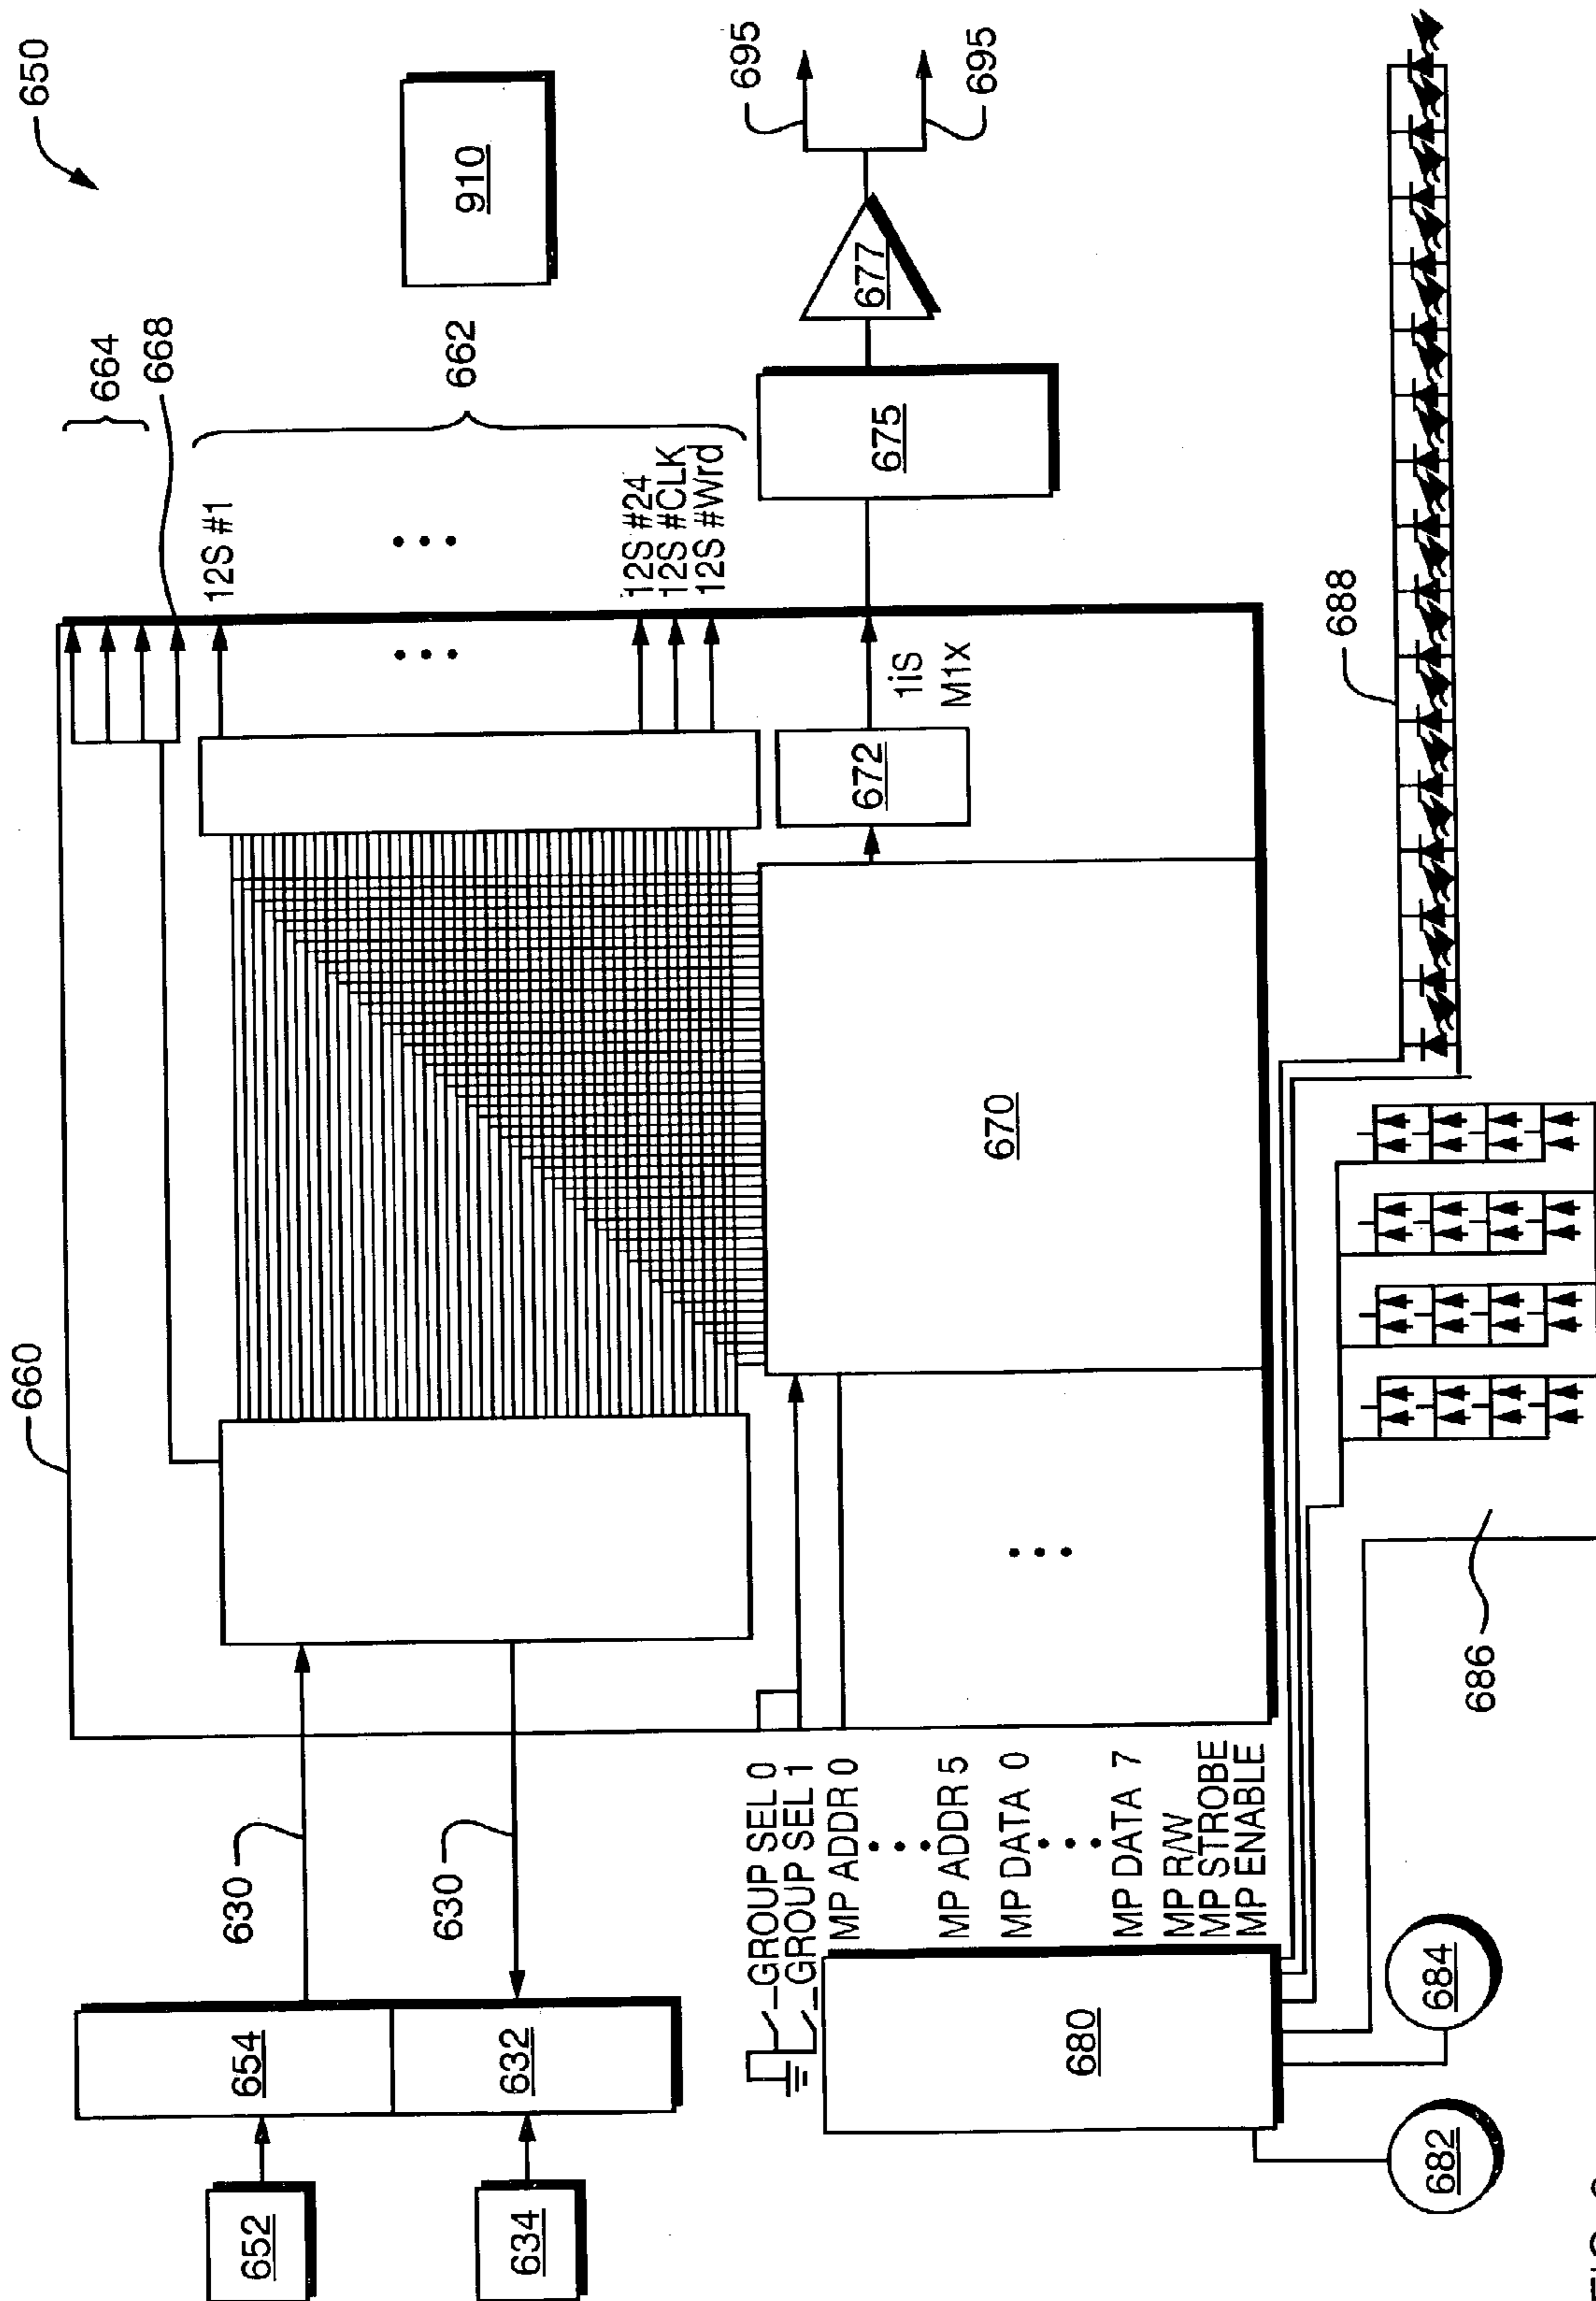 650
910
664
668
662
12S #1
12S #24
12S #CLK
12S #Wrd
695
695
677
675
1iS
M1X
672
670
660
688
686
630
630
654
632
652
634
GROUP SEL 0
GROUP SEL 1
MP ADDR 0
MP ADDR 5
MP DATA 0
MP DATA 7
MP R/W
MP STROBE
MP ENABLE
680
684
682